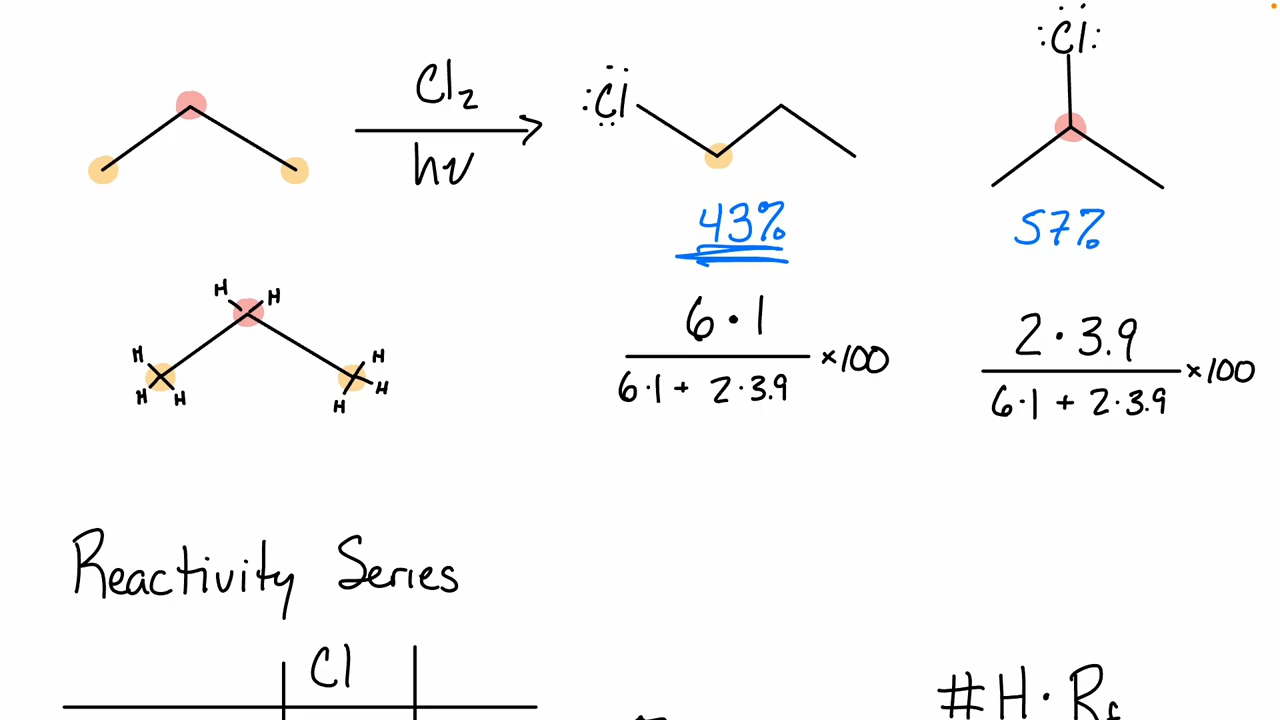 Cl₂
hν
:Cl
:Cl:
43%
57%
H H
H H H
H H H
6·1
6·1 + 2·3.9
×100
2·3.9
6·1 + 2·3.9
×100
Reactivity Series
Cl
#H·Rf